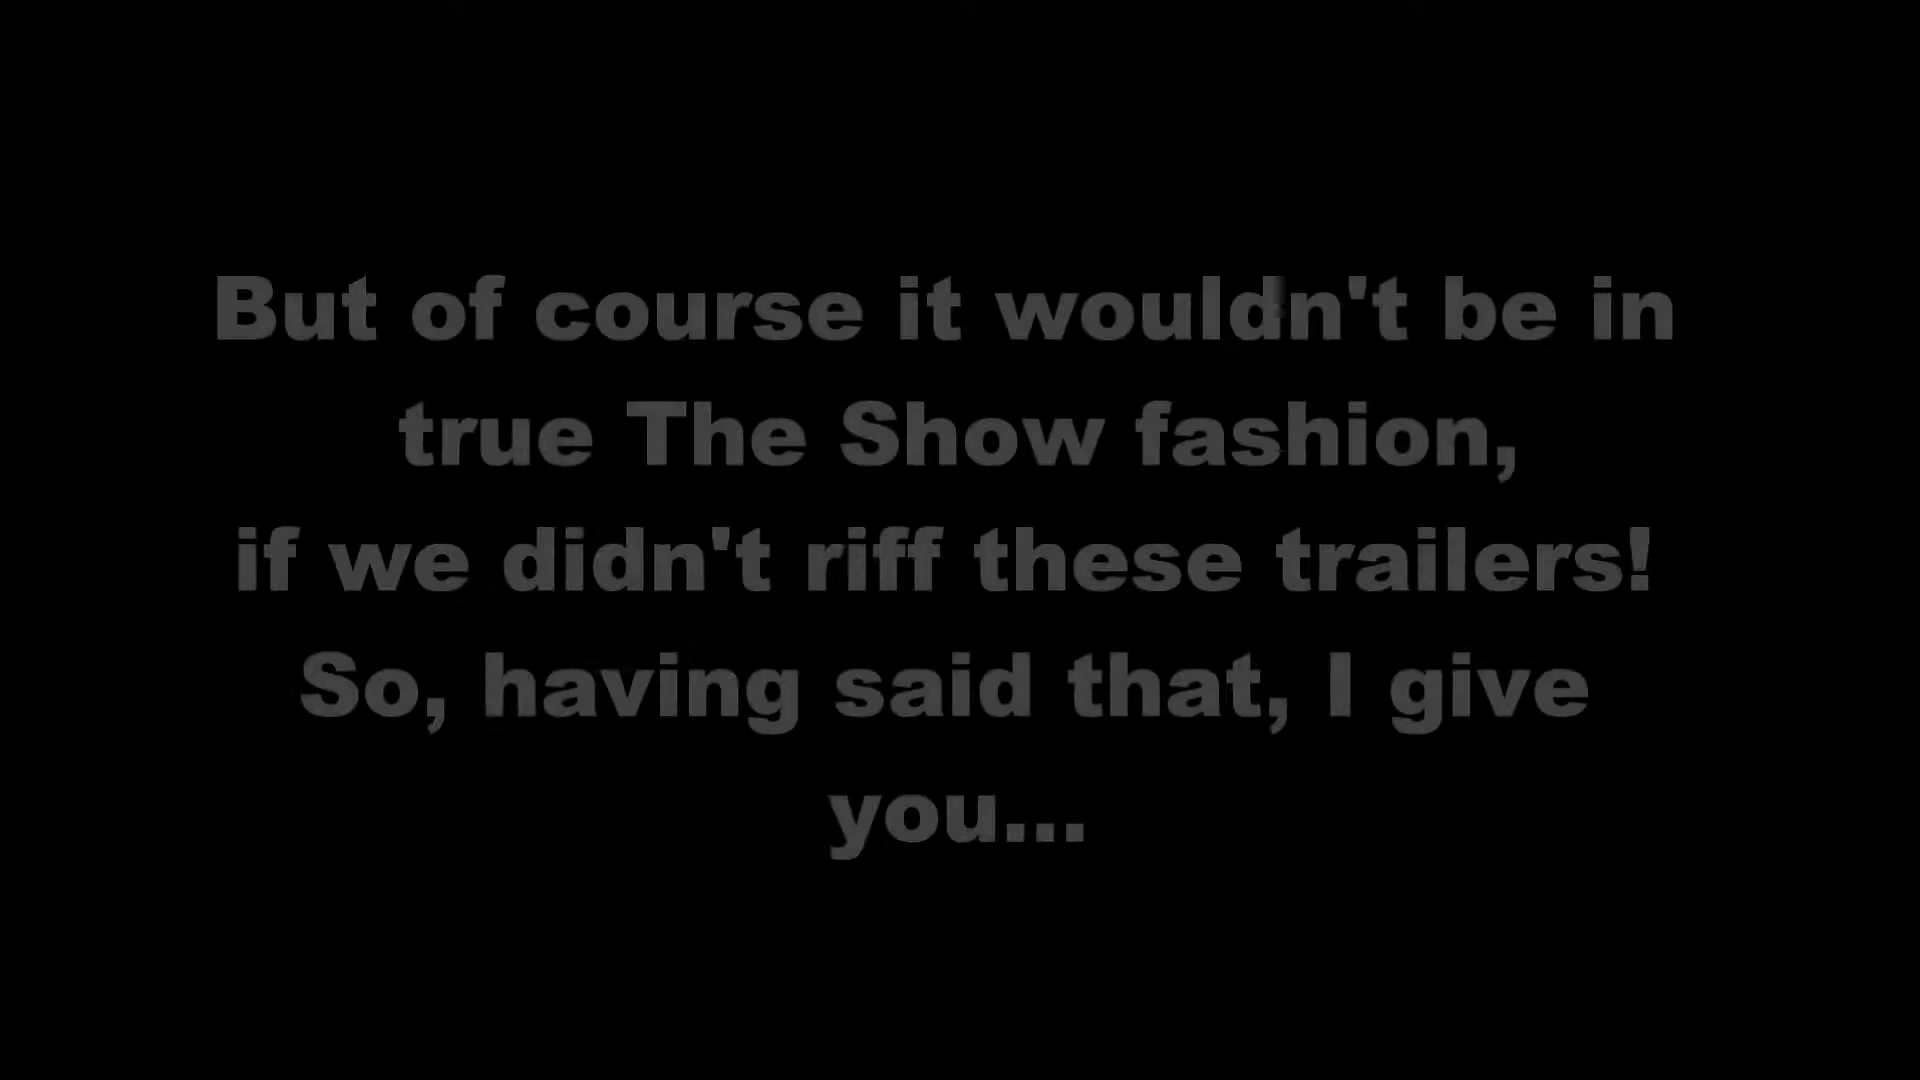 But of course it wouldn't be in
true The Show fashion,
if we didn't riff these trailers!
So, having said that, I give
you...